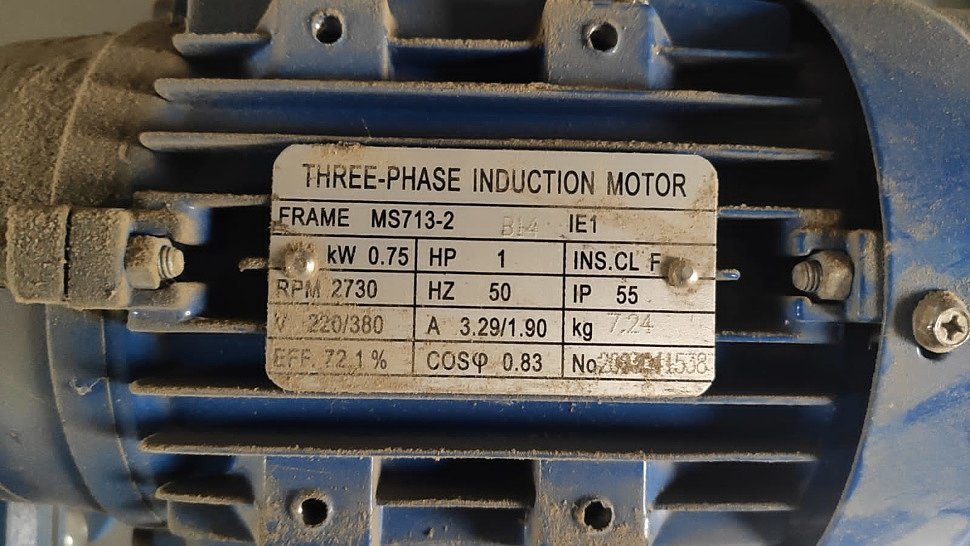 THREE-PHASE INDUCTION MOTOR
FRAME MS713-2 B14 IE1
kW 0.75 HP 1 INS.CL F
RPM 2730 HZ 50 IP 55
V 220/380 A 3.29/1.90 kg 7.24
EFF. 72.1% COSφ 0.83 No